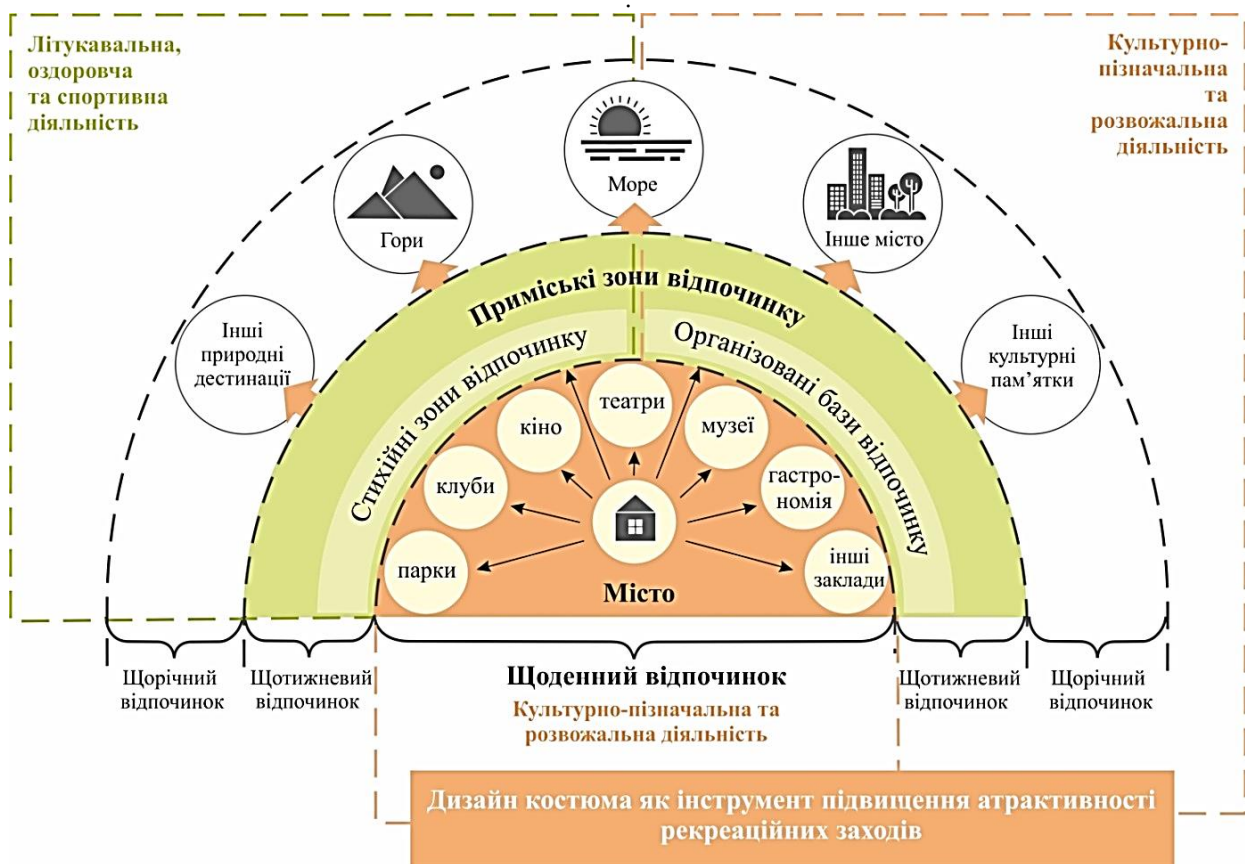 Літукавальна,
оздоровча
та спортивна
діяльність
Культурно-
пізначальна
та
розвожальна
діяльність
Море
Гори
Інше місто
Інші
природні
дестинації
Інші
культурні
пам’ятки
Приміські зони відпочинку
Стихійні зони відпочинку
Організовані бази відпочинку
театри
кіно
музеї
клуби
гастро-
номія
парки
інші
заклади
Місто
Щорічний
відпочинок
Щотижневий
відпочинок
Щоденний відпочинок
Культурно-пізначальна та
розвожальна діяльність
Щотижневий
відпочинок
Щорічний
відпочинок
Дизайн костюма як інструмент підвищення атрактивності
рекреаційних заходів